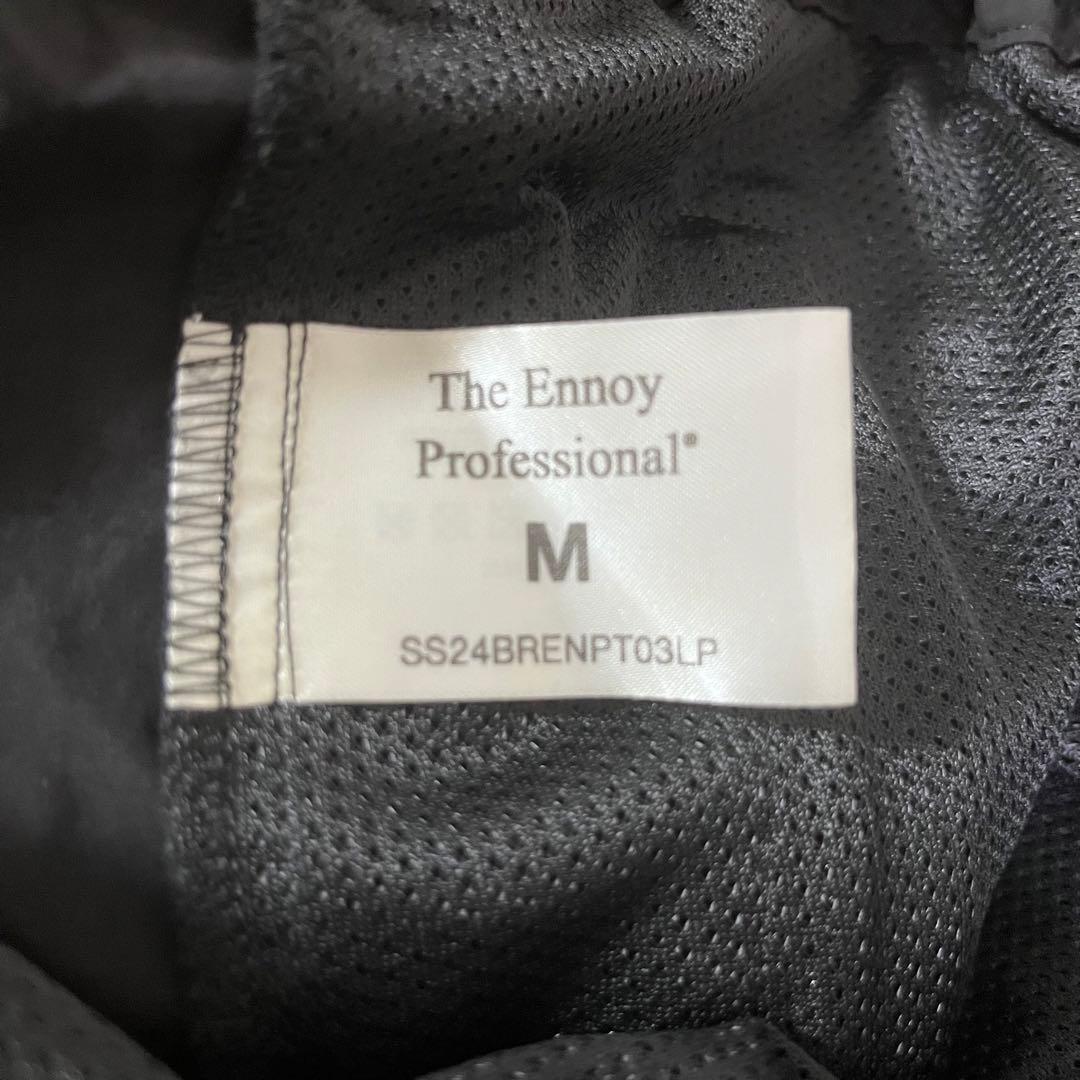 The Ennoy
Professional®
M
SS24BRENPT03LP